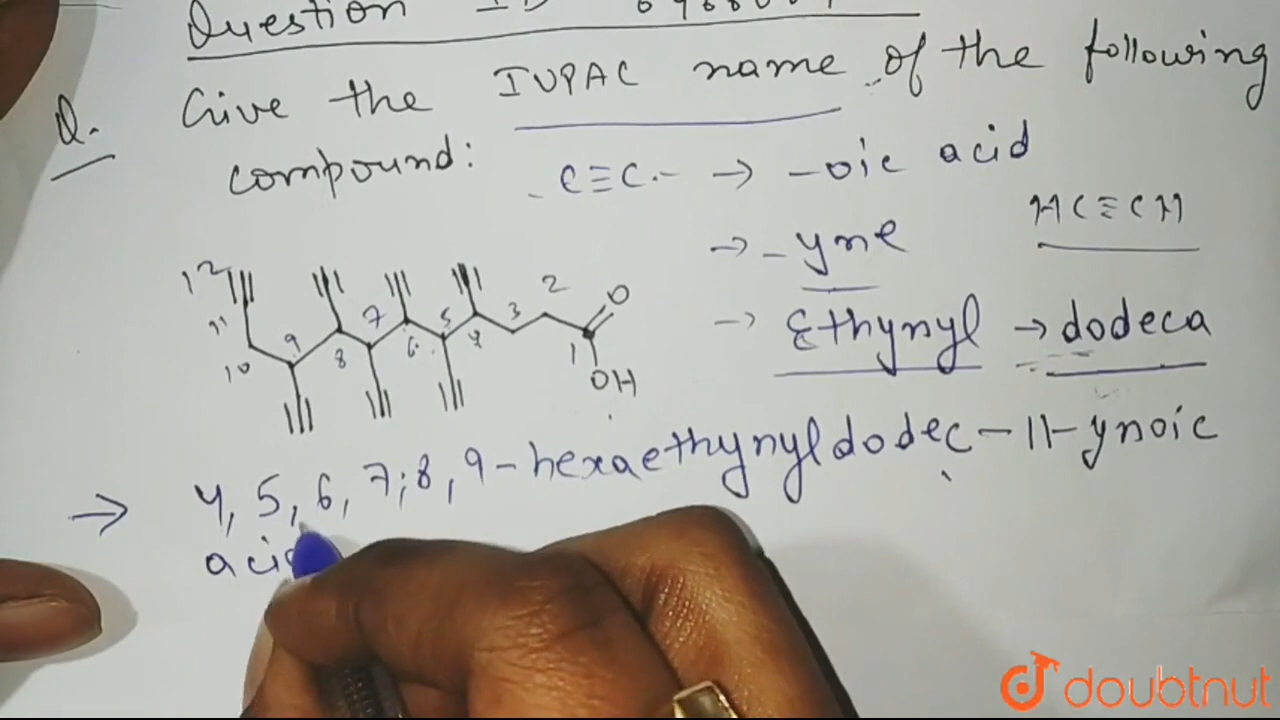 Question ID
Q. Give the IUPAC name of the following
compound:
-C≡C- → -oic acid
HC≡CH
→ -yne
→ Ethynyl → dodeca
12
11
10
9
8
7
6
5
4
3
2
1
O
OH
→ 4, 5, 6, 7, 8, 9-hexaethynyldodec-11-ynoic
acid
doubtnut